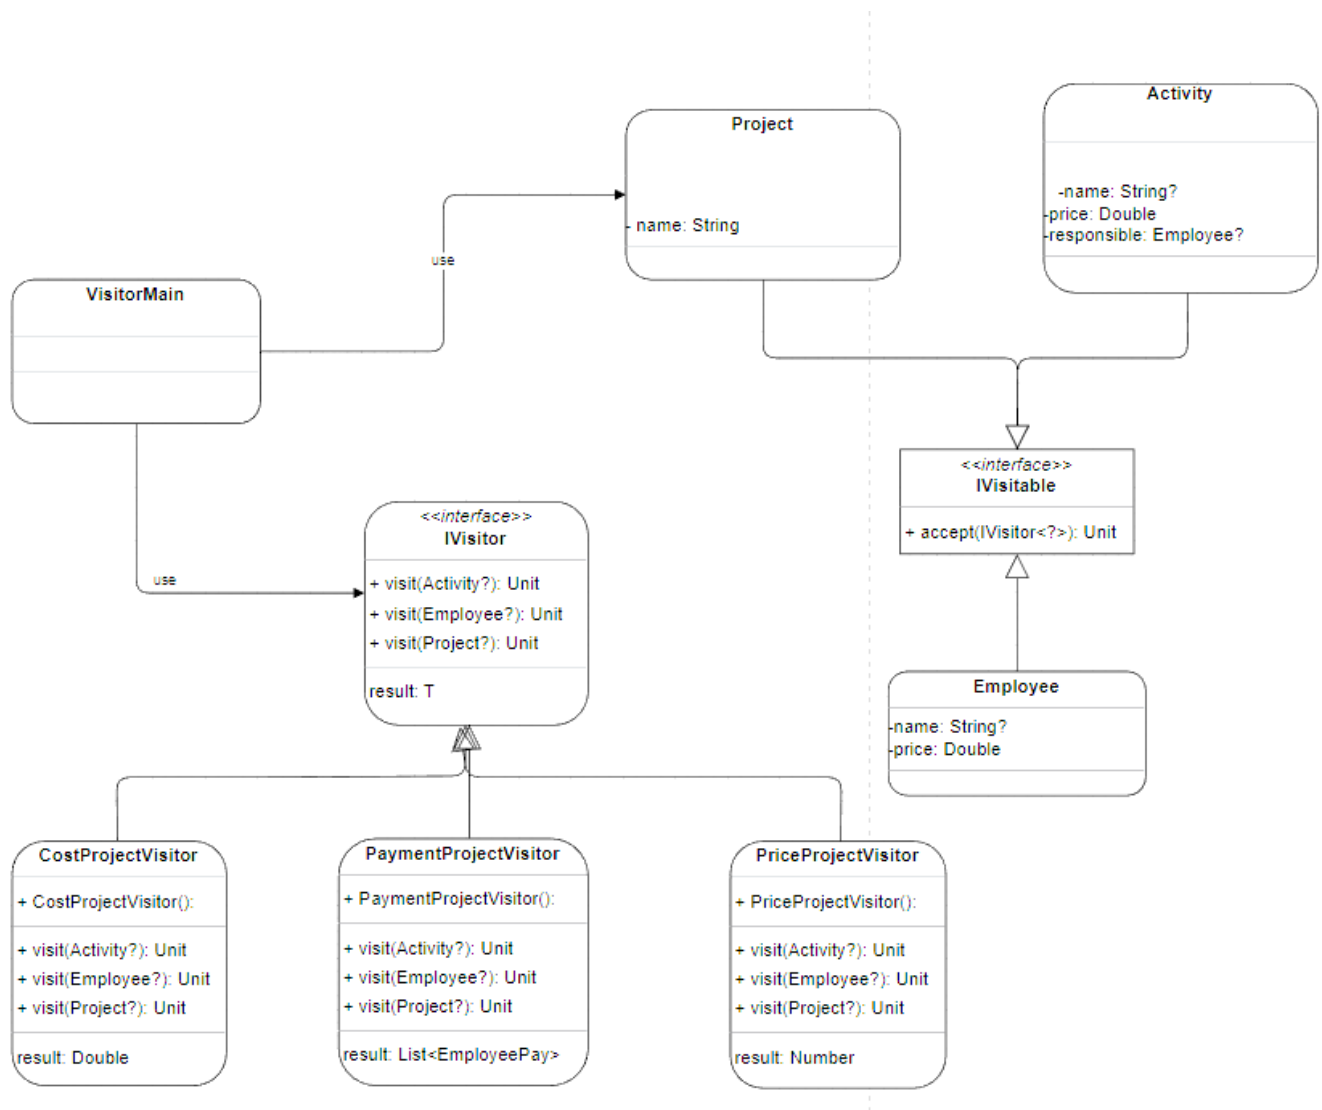 Activity
-name: String?
-price: Double
-responsible: Employee?
Project
- name: String
use
VisitorMain
use
<<interface>>
IVisitable
+ accept(IVisitor<?>): Unit
<<interface>>
IVisitor
+ visit(Activity?): Unit
+ visit(Employee?): Unit
+ visit(Project?): Unit
result: T
Employee
-name: String?
-price: Double
CostProjectVisitor
+ CostProjectVisitor():
+ visit(Activity?): Unit
+ visit(Employee?): Unit
+ visit(Project?): Unit
result: Double
PaymentProjectVisitor
+ PaymentProjectVisitor():
+ visit(Activity?): Unit
+ visit(Employee?): Unit
+ visit(Project?): Unit
result: List<EmployeePay>
PriceProjectVisitor
+ PriceProjectVisitor():
+ visit(Activity?): Unit
+ visit(Employee?): Unit
+ visit(Project?): Unit
result: Number